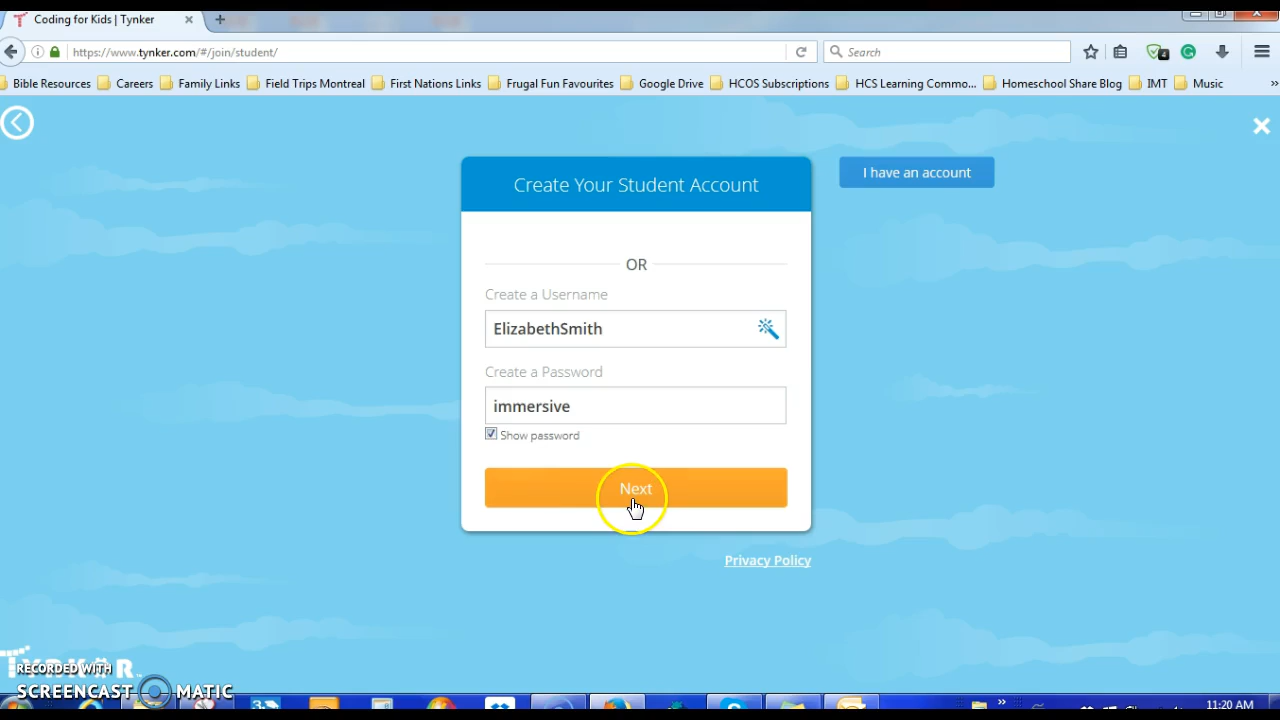 Coding for Kids | Tynker
https://www.tynker.com/#/join/student/
Search
4
Bible Resources Careers Family Links Field Trips Montreal First Nations Links Frugal Fun Favourites Google Drive HCOS Subscriptions HCS Learning Commo... Homeschool Share Blog IMT Music »
Create Your Student Account
I have an account
OR
Create a Username
ElizabethSmith
Create a Password
immersive
Show password
Next
Privacy Policy
TYNKER
RECORDED WITH
SCREENCAST MATIC
11:20 AM